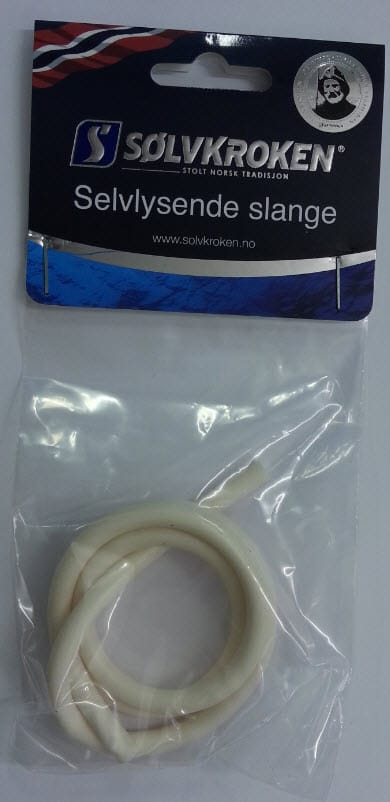 SØLVKROKEN®
STOLT NORSK TRADISJON
Selvlysende slange
www.solvkroken.no